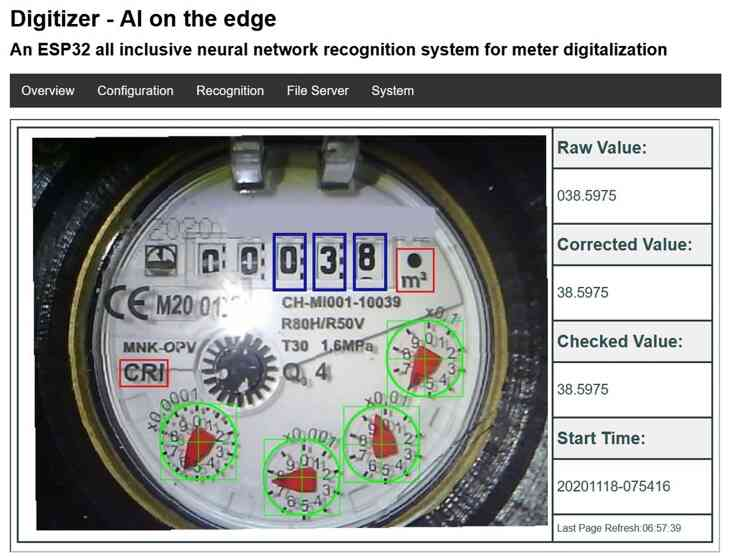 Digitizer - AI on the edge
An ESP32 all inclusive neural network recognition system for meter digitalization
Overview Configuration Recognition File Server System
Raw Value:
038.5975
Corrected Value:
38.5975
Checked Value:
38.5975
Start Time:
20201118-075416
Last Page Refresh:06:57:39
2020
0 0 0 3 8
m³
CE M20 01
CH-MI001-10039
R80H/R50V
MNK-OPV
T30 1.6MPa
CRI
Q₃ 4
x0,1
x0,01
x0,001
x0,0001